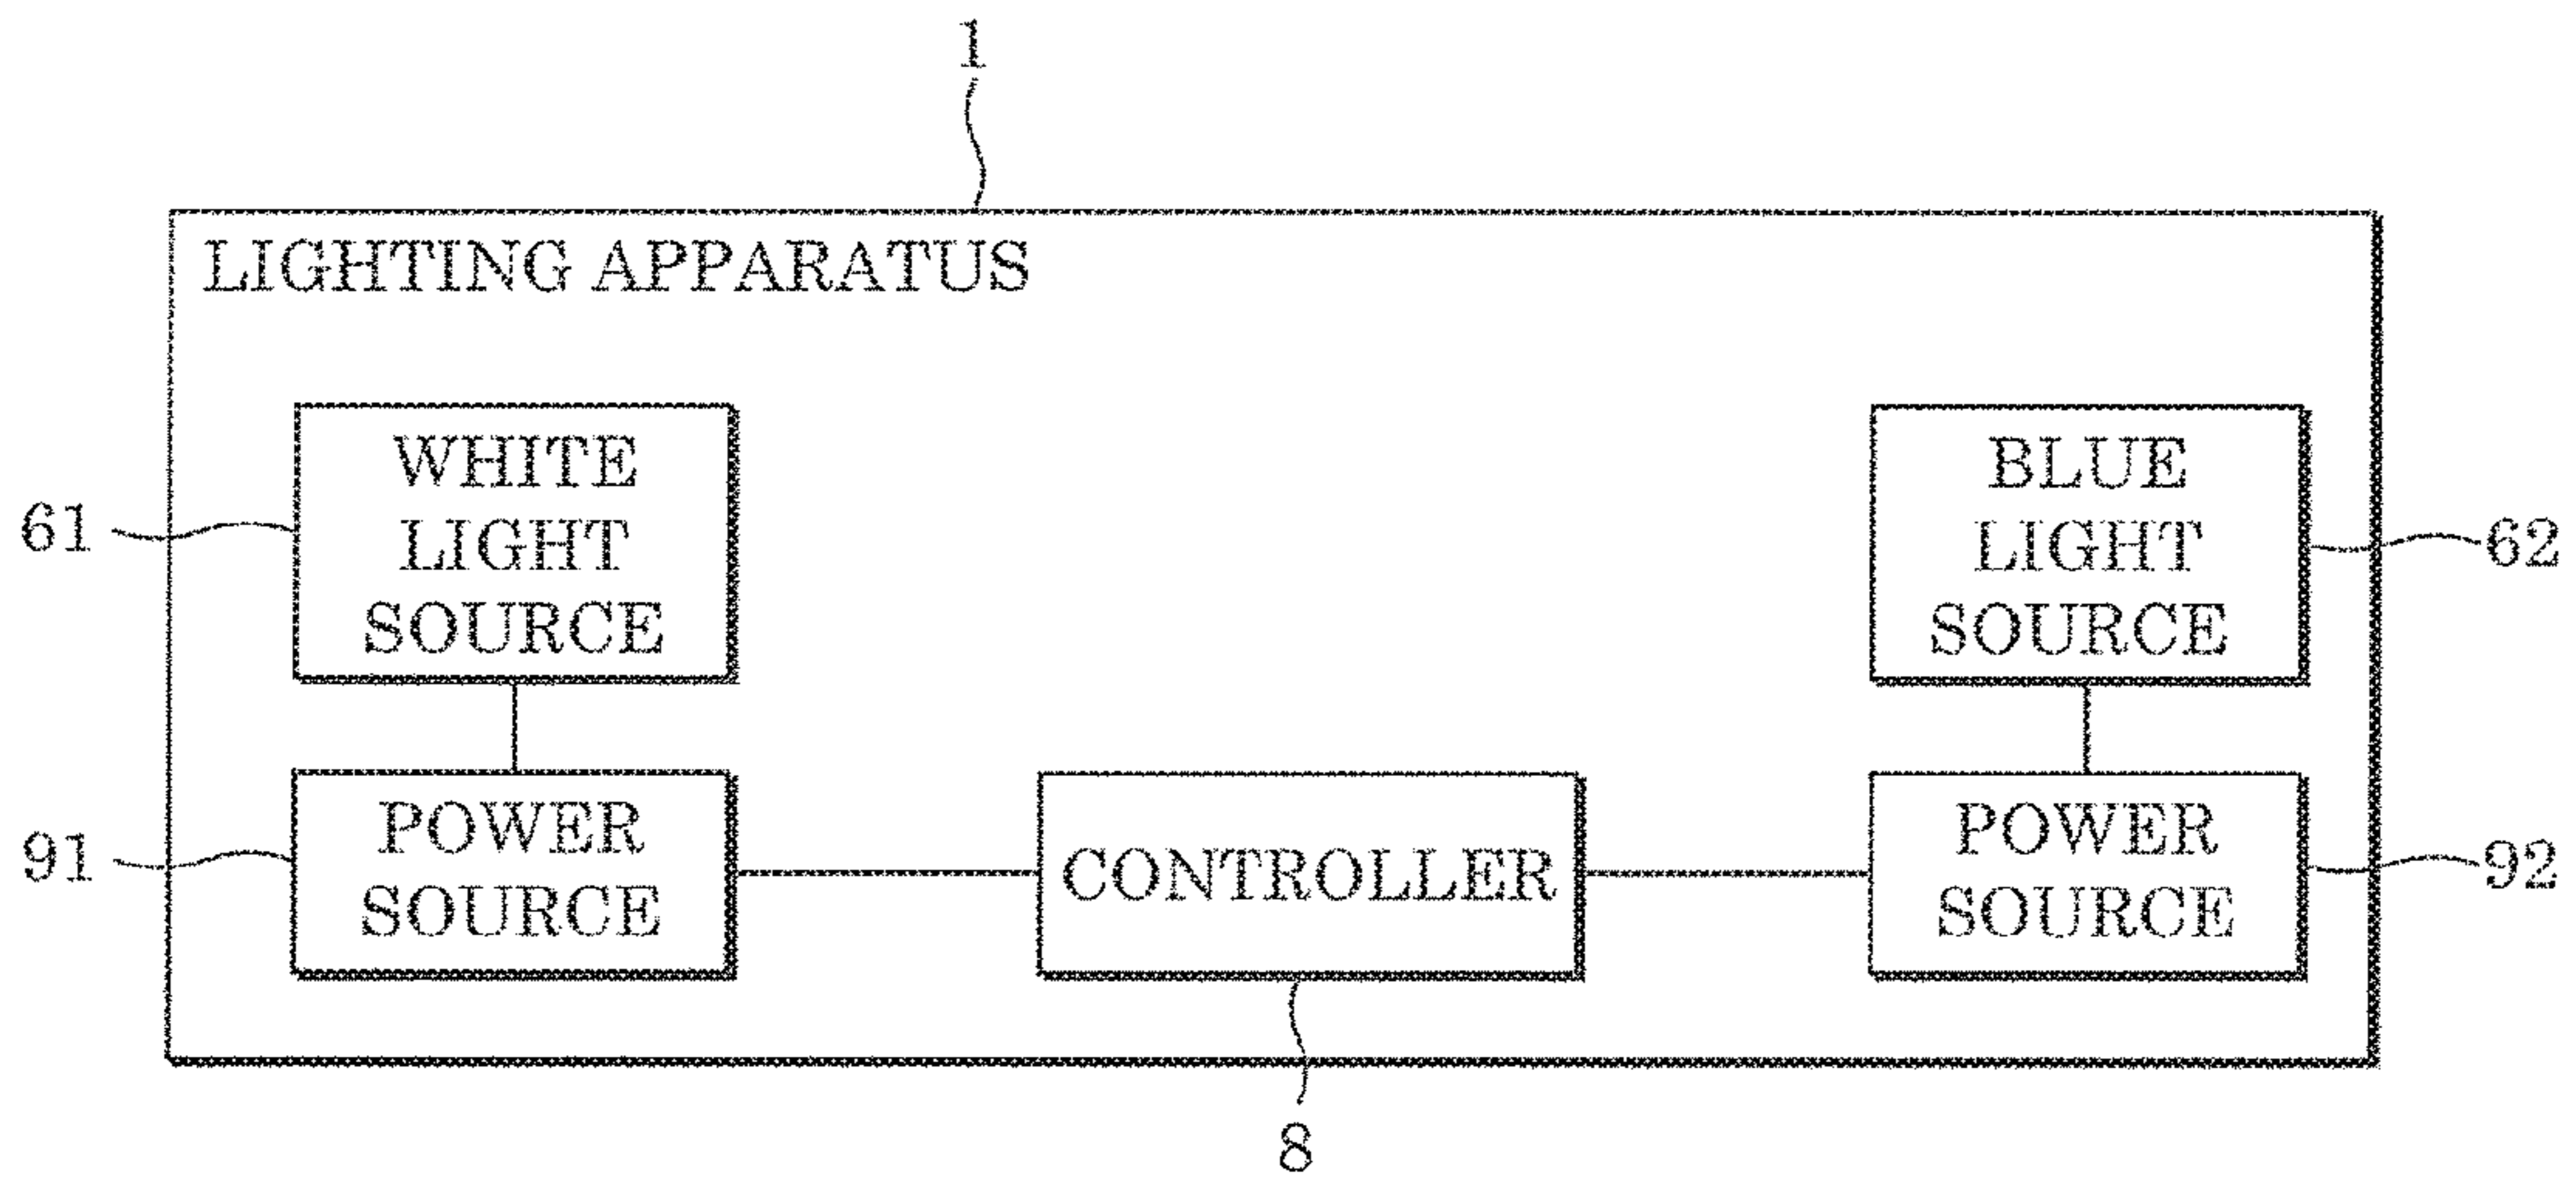 1
LIGHTING APPARATUS
WHITE
LIGHT
SOURCE
61
BLUE
LIGHT
SOURCE
62
POWER
SOURCE
91
CONTROLLER
8
POWER
SOURCE
92